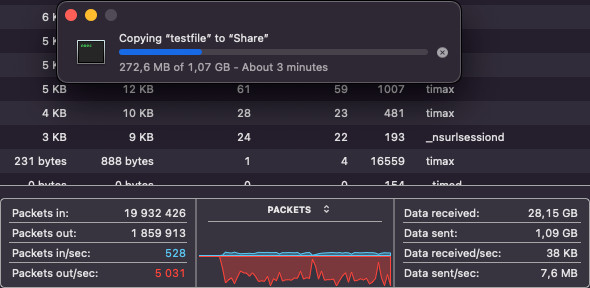 Copying "testfile" to "Share"
272,6 MB of 1,07 GB - About 3 minutes
6 K
5 K
5 K
5 KB 12 KB 61 59 1007 timax
4 KB 10 KB 28 23 481 timax
3 KB 9 KB 24 22 193 _nsurlsessiond
231 bytes 888 bytes 1 4 16559 timax
0 bytes 0 bytes 0 0 154 _timed
PACKETS
Packets in: 19 932 426
Packets out: 1 859 913
Packets in/sec: 528
Packets out/sec: 5 031
Data received: 28,15 GB
Data sent: 1,09 GB
Data received/sec: 38 KB
Data sent/sec: 7,6 MB